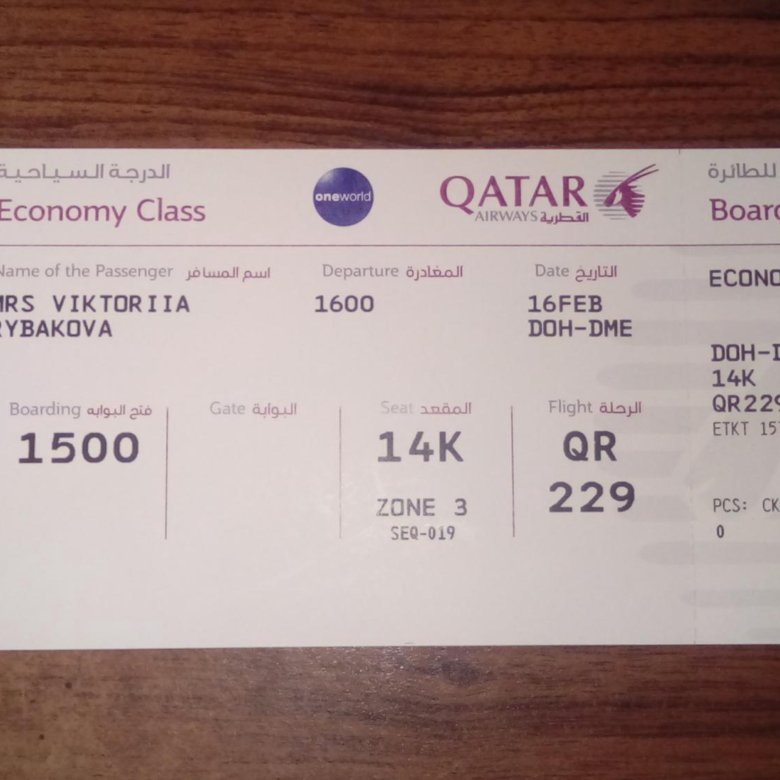 الدرجة السياحية
Economy Class
oneworld
QATAR
AIRWAYS القطرية
للطائرة
Name of the Passenger اسم المسافر
MRS VIKTORIIA
RYBAKOVA
Departure المغادرة
1600
Date التاريخ
16FEB
DOH-DME
Boarding فتح البوابه
1500
Gate البوابة
Seat المقعد
14K
ZONE 3
SEQ-019
Flight الرحلة
QR
229
Board
ECONO
DOH-D
14K
QR229
ETKT 157
PCS: CK
0